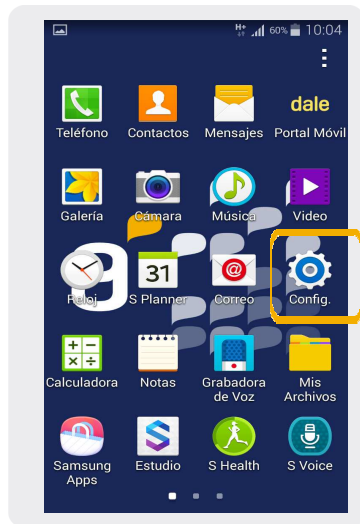 H+ 60% 10:04
dale
Teléfono Contactos Mensajes Portal Móvil
Galería Cámara Música Video
31
@
Reloj S Planner Correo Config.
Calculadora Notas Grabadora de Voz Mis Archivos
Samsung Apps Estudio S Health S Voice